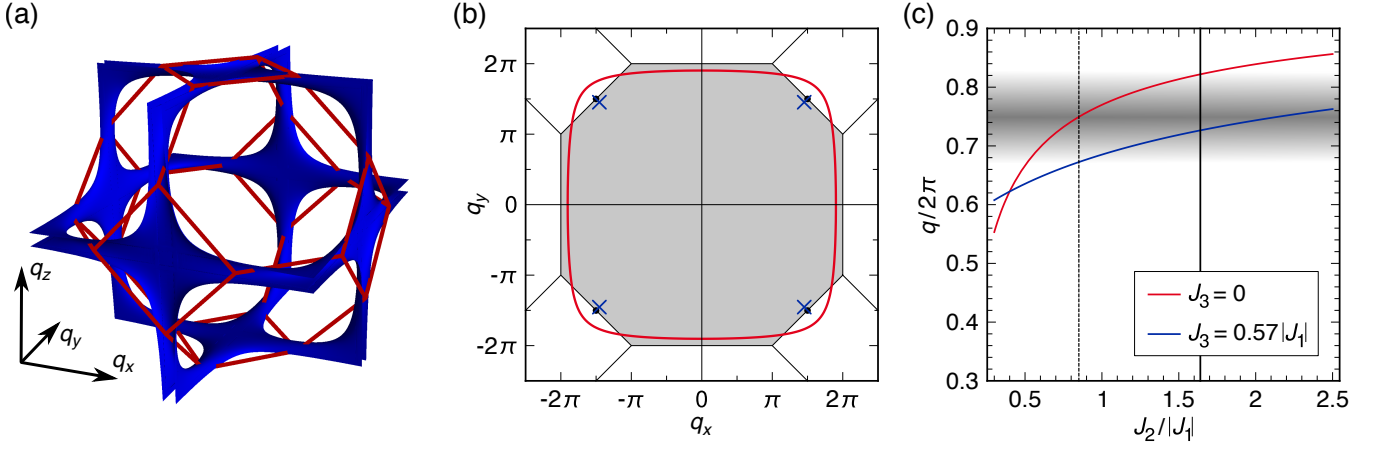 (a)
q_z
q_y
q_x
(b)
2π
π
0
-π
-2π
q_y
-2π
-π
0
π
2π
q_x
(c)
0.9
0.8
0.7
0.6
0.5
0.4
0.3
q/2π
J_3 = 0
J_3 = 0.57|J_1|
0.5
1
1.5
2
2.5
J_2/|J_1|